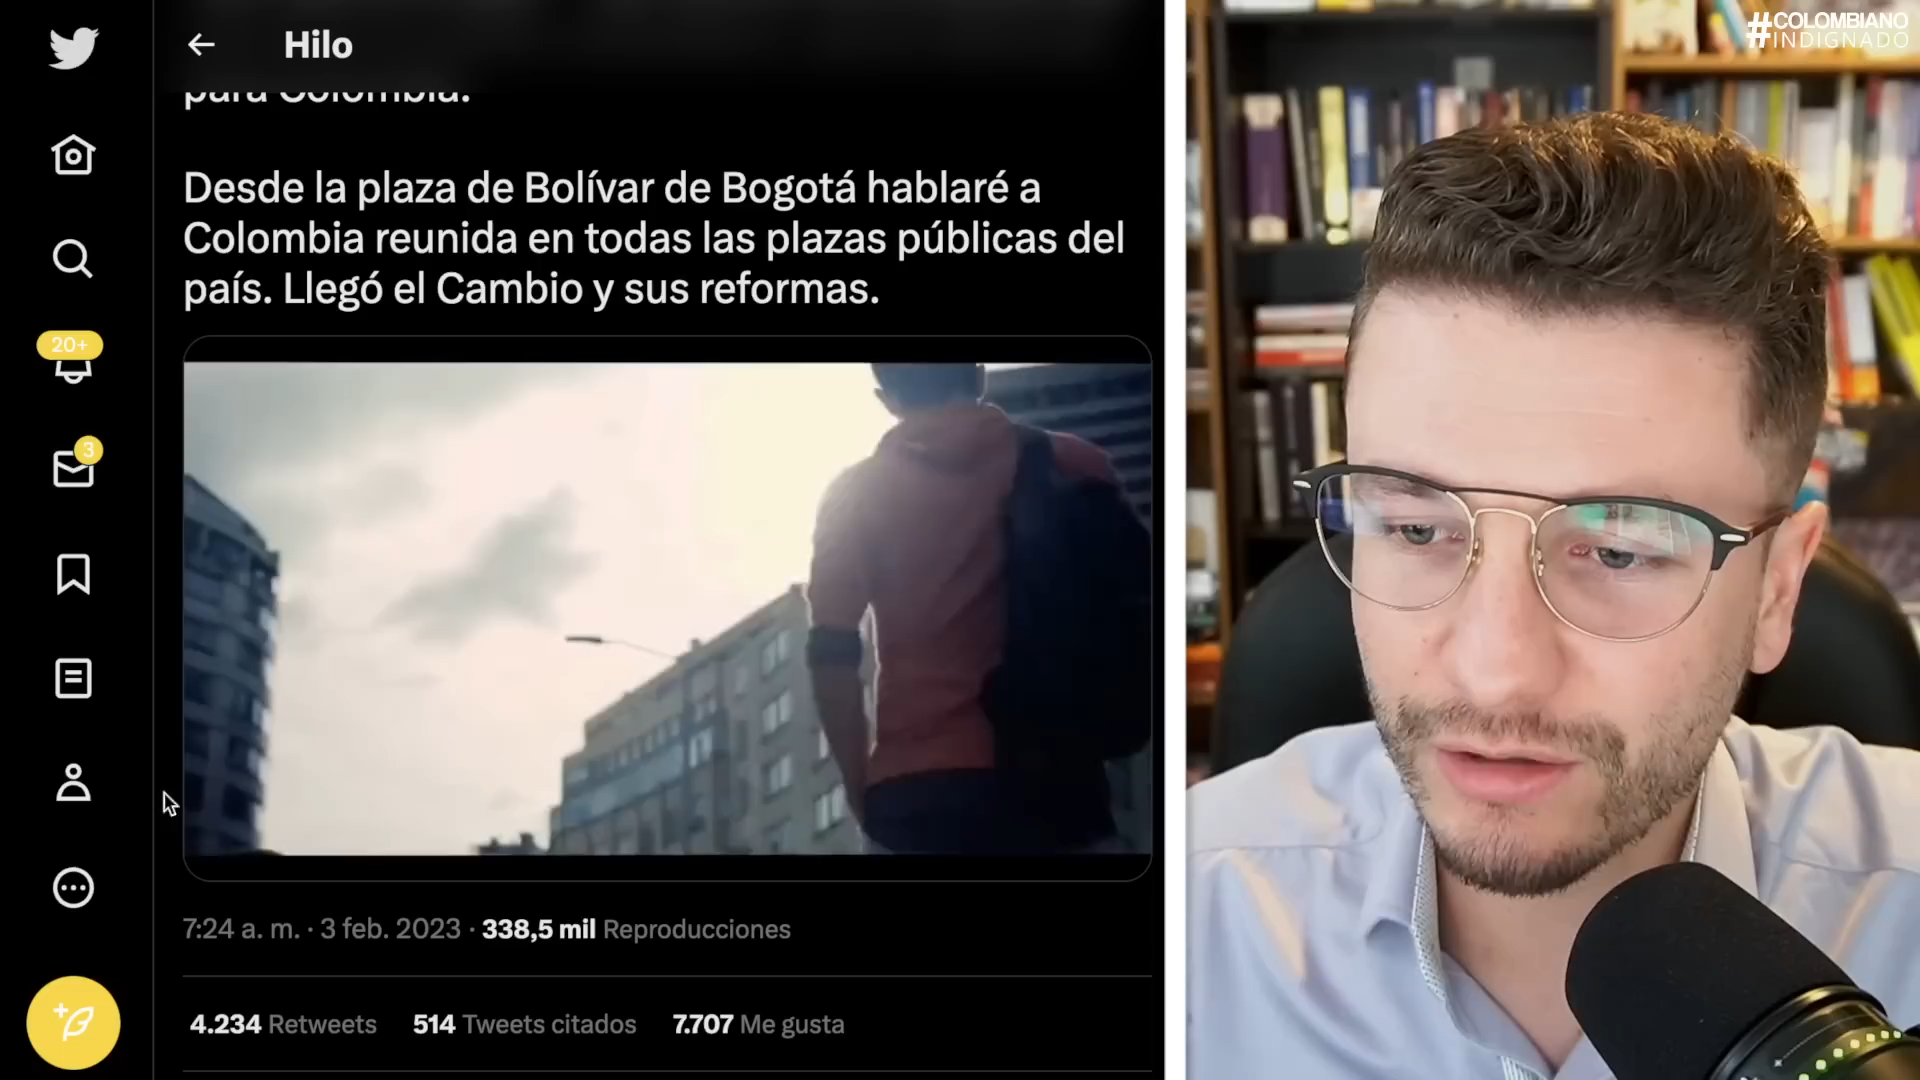 #COLOMBIANO
INDIGNADO
Hilo
para Colombia.
Desde la plaza de Bolívar de Bogotá hablaré a
Colombia reunida en todas las plazas públicas del
país. Llegó el Cambio y sus reformas.
20+
3
7:24 a. m. · 3 feb. 2023 · 338,5 mil Reproducciones
4.234 Retweets 514 Tweets citados 7.707 Me gusta